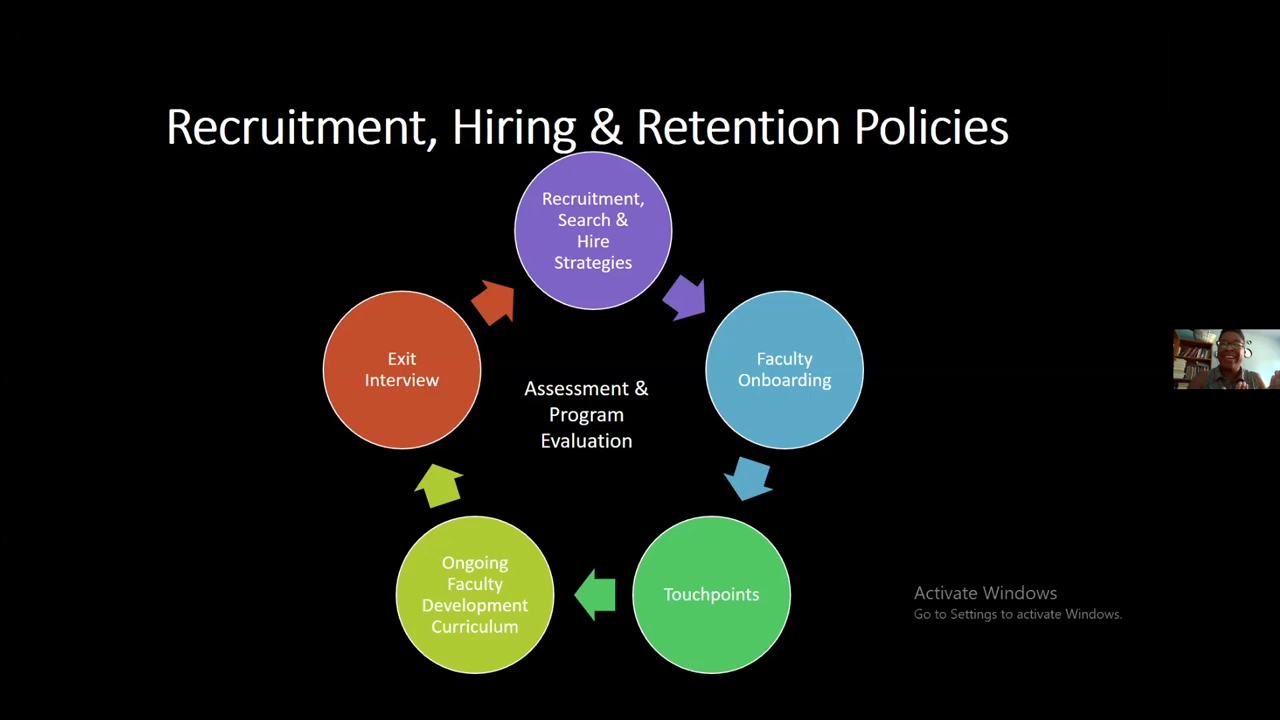 Recruitment, Hiring & Retention Policies
Recruitment,
Search &
Hire
Strategies
Faculty
Onboarding
Touchpoints
Ongoing
Faculty
Development
Curriculum
Exit
Interview
Assessment &
Program
Evaluation
Activate Windows
Go to Settings to activate Windows.